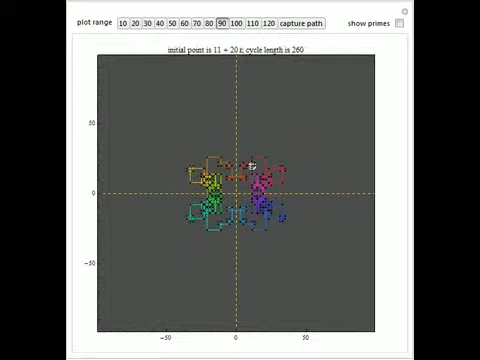 plot range 10 20 30 40 50 60 70 80 90 100 110 120 capture path show primes
initial point is 11 + 20 i; cycle length is 260
50
0
−50
−50 0 50